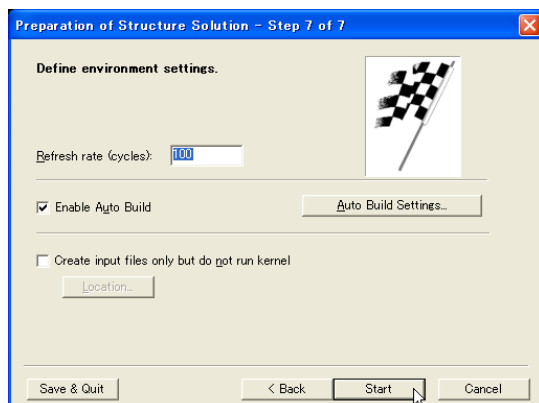 Preparation of Structure Solution - Step 7 of 7
Define environment settings.
Refresh rate (cycles): 100
Enable Auto Build
Auto Build Settings...
Create input files only but do not run kernel
Location...
Save & Quit
< Back
Start
Cancel